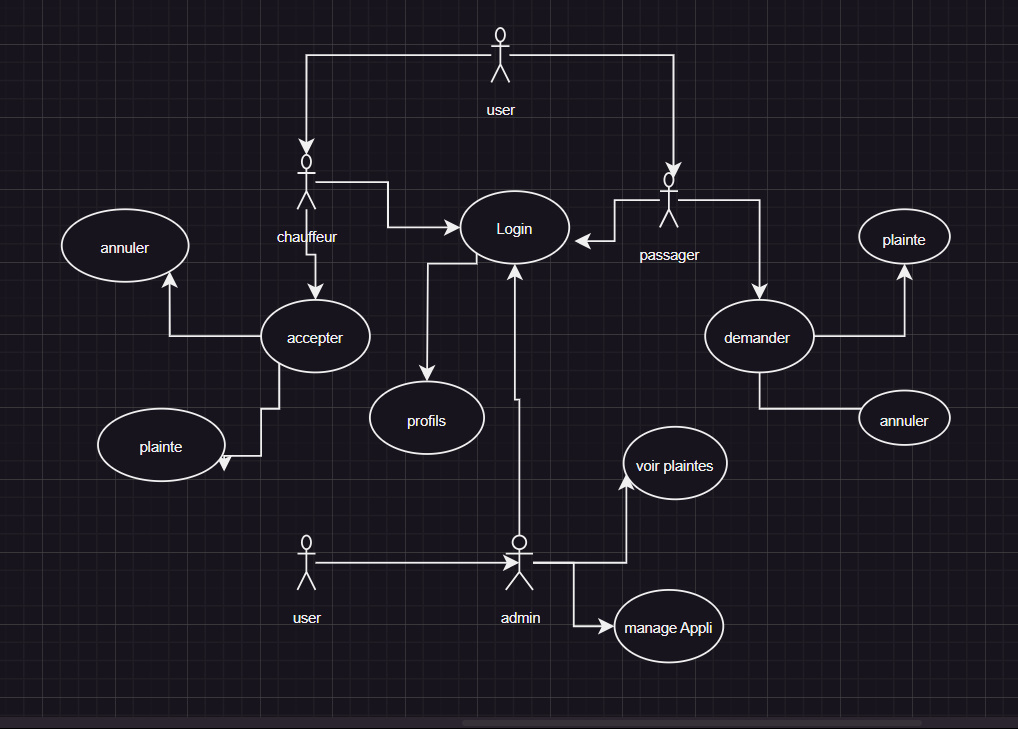 user
chauffeur
Login
passager
annuler
plainte
accepter
demander
profils
annuler
plainte
voir plaintes
user
admin
manage Appli